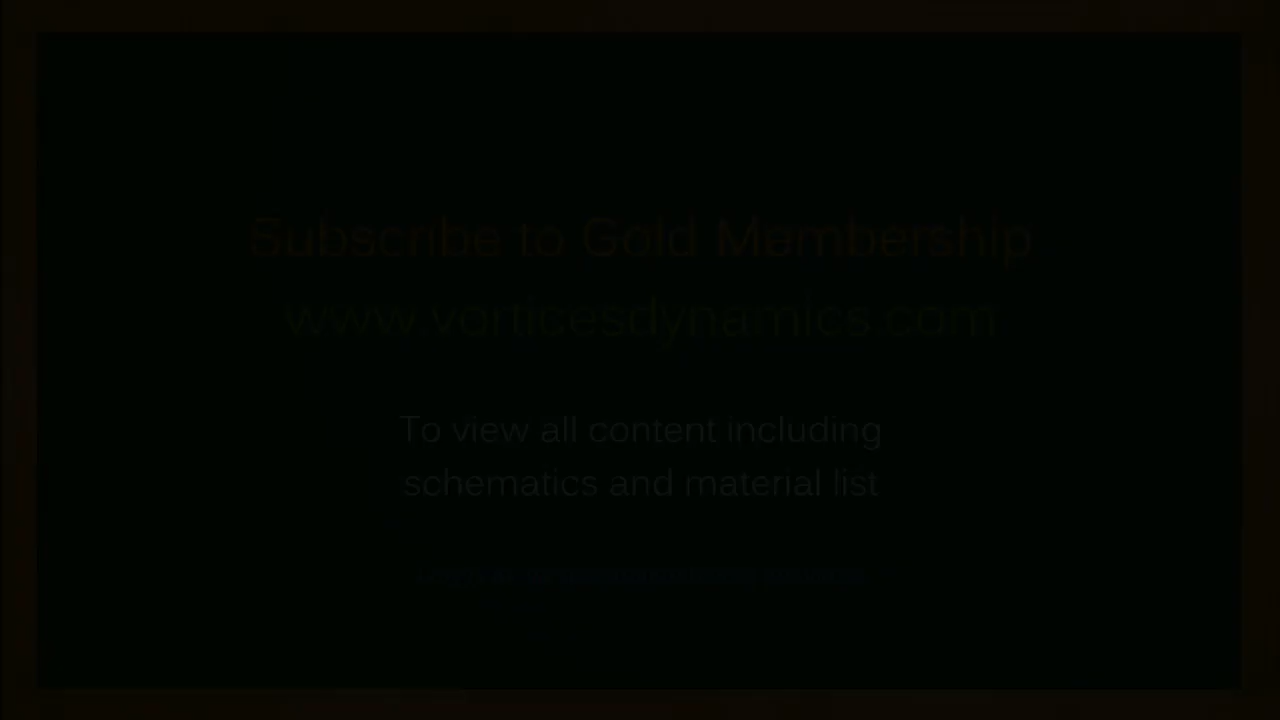 Subscribe to Gold Membership
www.vorticesdynamics.com
To view all content including
schematics and material list